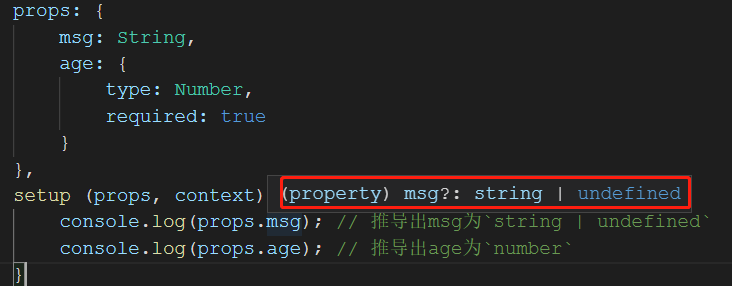 props: {
    msg: String,
    age: {
        type: Number,
        required: true
    }
},
setup (props, context) (property) msg?: string | undefined
    console.log(props.msg); // 推导出msg为`string | undefined`
    console.log(props.age); // 推导出age为`number`
}